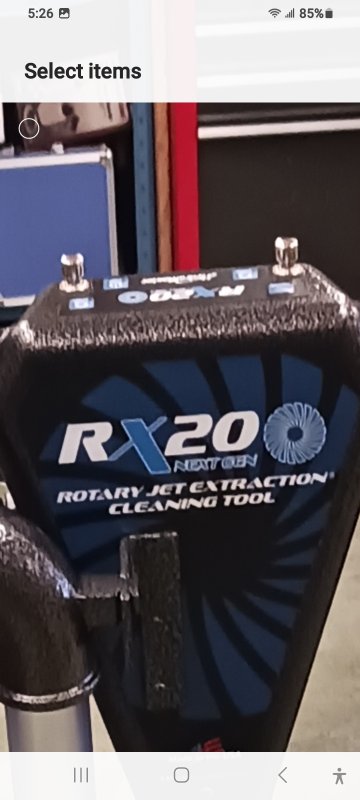 5:26
85%
Select items
RX20
RX20
NEXT GEN
ROTARY JET EXTRACTION
CLEANING TOOL